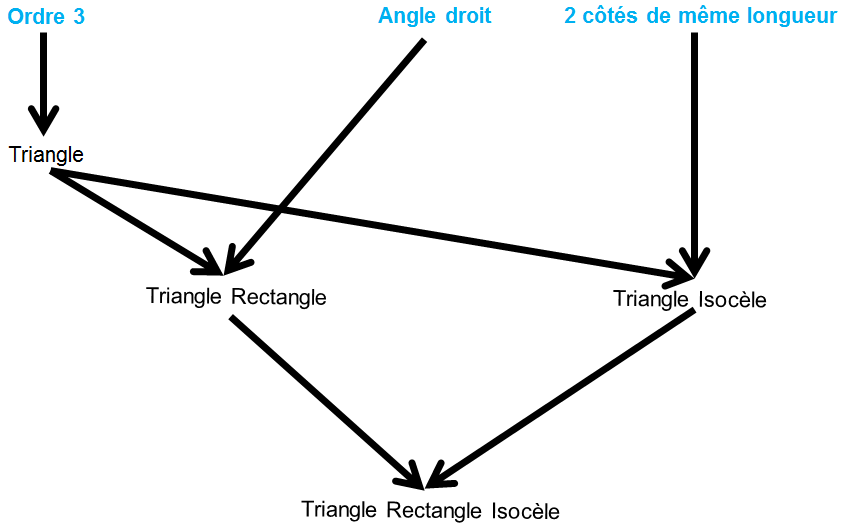 Ordre 3
Angle droit
2 côtés de même longueur
Triangle
Triangle Rectangle
Triangle Isocèle
Triangle Rectangle Isocèle